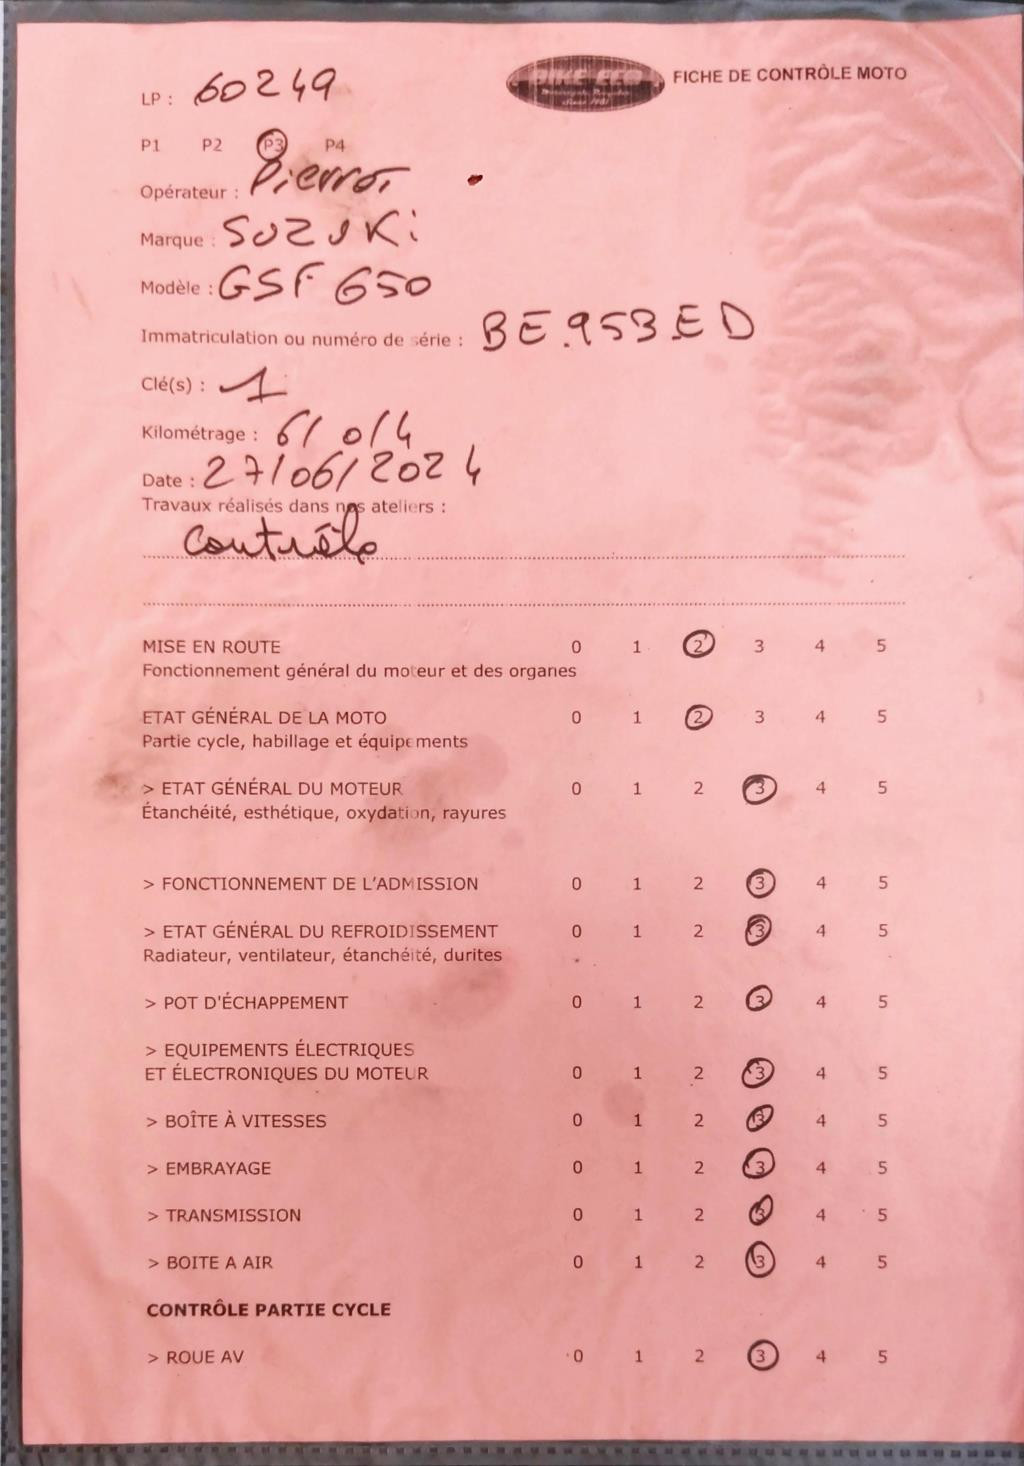 BIKE ECO
Since 1981
FICHE DE CONTRÔLE MOTO
LP : 60249
P1 P2 P3 P4
Opérateur : Pierrot
Marque : SUZUKi
Modèle : GSF 650
Immatriculation ou numéro de série : BE.953.ED
Clé(s) : 1
Kilométrage : 61014
Date : 27/06/2024
Travaux réalisés dans nos ateliers :
Contrôle
MISE EN ROUTE 0 1 2 3 4 5
Fonctionnement général du moteur et des organes
ETAT GÉNÉRAL DE LA MOTO 0 1 2 3 4 5
Partie cycle, habillage et équipements
> ETAT GÉNÉRAL DU MOTEUR 0 1 2 3 4 5
Étanchéité, esthétique, oxydation, rayures
> FONCTIONNEMENT DE L'ADMISSION 0 1 2 3 4 5
> ETAT GÉNÉRAL DU REFROIDISSEMENT 0 1 2 3 4 5
Radiateur, ventilateur, étanchéité, durites
> POT D'ÉCHAPPEMENT 0 1 2 3 4 5
> EQUIPEMENTS ÉLECTRIQUES
ET ÉLECTRONIQUES DU MOTEUR 0 1 2 3 4 5
> BOÎTE À VITESSES 0 1 2 3 4 5
> EMBRAYAGE 0 1 2 3 4 5
> TRANSMISSION 0 1 2 3 4 5
> BOITE A AIR 0 1 2 3 4 5
CONTRÔLE PARTIE CYCLE
> ROUE AV 0 1 2 3 4 5